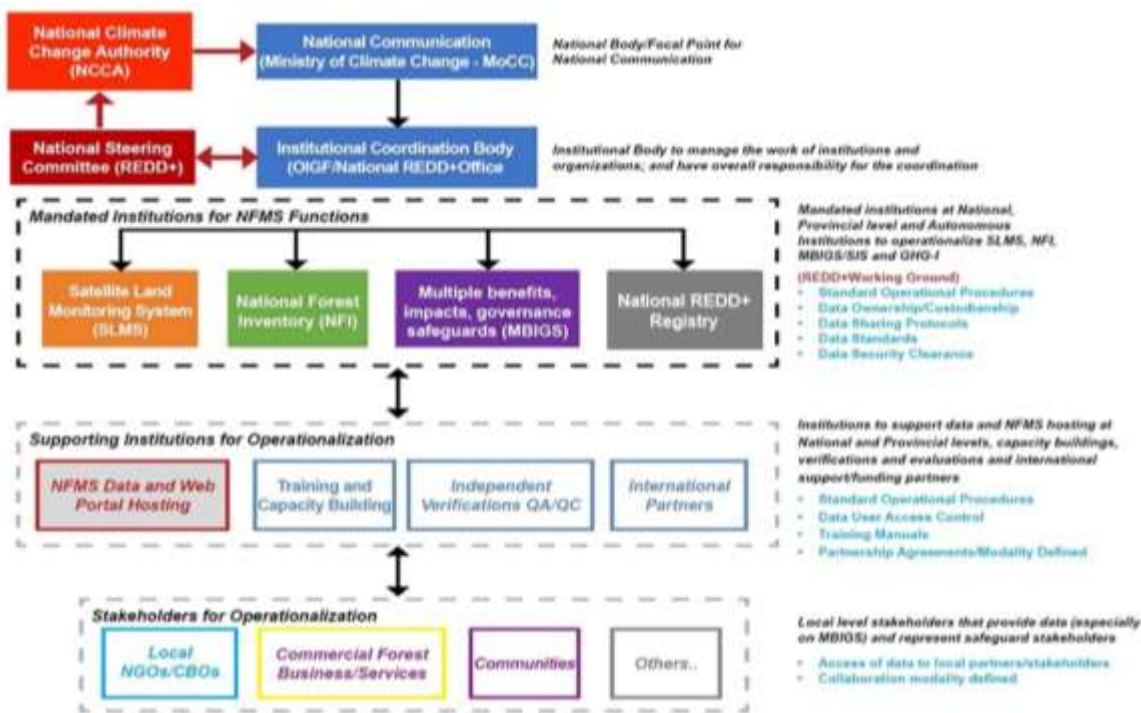 National Climate
Change Authority
(NCCA)
National Communication
(Ministry of Climate Change - MoCC)
National Body/Focal Point for
National Communication
National Steering
Committee (REDD+)
Institutional Coordination Body
(OIGF/National REDD+Office
Institutional Body to manage the work of institutions and
organizations; and have overall responsibility for the coordination
Mandated Institutions for NFMS Functions
Satellite Land
Monitoring System
(SLMS)
National Forest
Inventory (NFI)
Multiple benefits,
impacts, governance
safeguards (MBIGS)
National REDD+
Registry
Mandated institutions at National,
Provincial level and Autonomous
Institutions to operationalize SLMS, NFI,
MBIGS/SIS and GHG-I
(REDD+Working Ground)
• Standard Operational Procedures
• Data Ownership/Custodianship
• Data Sharing Protocols
• Data Standards
• Data Security Clearance
Supporting Institutions for Operationalization
NFMS Data and Web
Portal Hosting
Training and
Capacity Building
Independent
Verifications QA/QC
International
Partners
Institutions to support data and NFMS hosting at
National and Provincial levels, capacity buildings,
verifications and evaluations and international
support/funding partners
• Standard Operational Procedures
• Data User Access Control
• Training Manuals
• Partnership Agreements/Modality Defined
Stakeholders for Operationalization
Local
NGOs/CBOs
Commercial Forest
Business/Services
Communities
Others..
Local level stakeholders that provide data (especially
on MBIGS) and represent safeguard stakeholders
• Access of data to local partners/stakeholders
• Collaboration modality defined